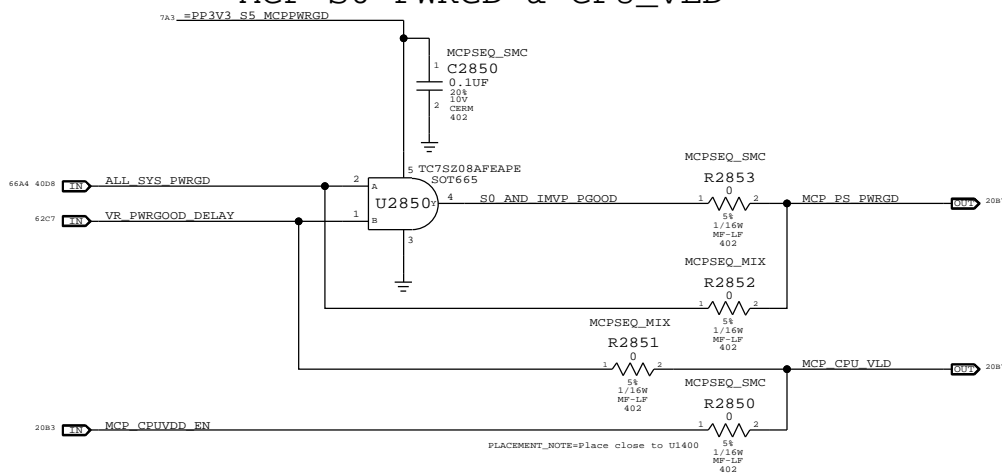 MCP S0 PWRGD & CPU_VLD
7A3 =PP3V3_S5_MCPPWRGD
MCPSEQ_SMC
1 C2850
0.1UF
20%
10V
2 CERM
402
5 TC7SZ08AFEAPE
SOT665
66A4 40D8 IN ALL_SYS_PWRGD 2 A
U2850 Y 4 S0_AND_IMVP_PGOOD
62C7 IN VR_PWRGOOD_DELAY 1 B
3
MCPSEQ_SMC
R2853
1 0 2 MCP_PS_PWRGD OUT 20B7
5%
1/16W
MF-LF
402
MCPSEQ_MIX
R2852
1 0 2
5%
1/16W
MF-LF
402
MCPSEQ_MIX
R2851
1 0 2 MCP_CPU_VLD OUT 20B7
5%
1/16W
MF-LF
402
MCPSEQ_SMC
R2850
20B3 IN MCP_CPUVDD_EN 1 0 2
PLACEMENT_NOTE=Place close to U1400
5%
1/16W
MF-LF
402